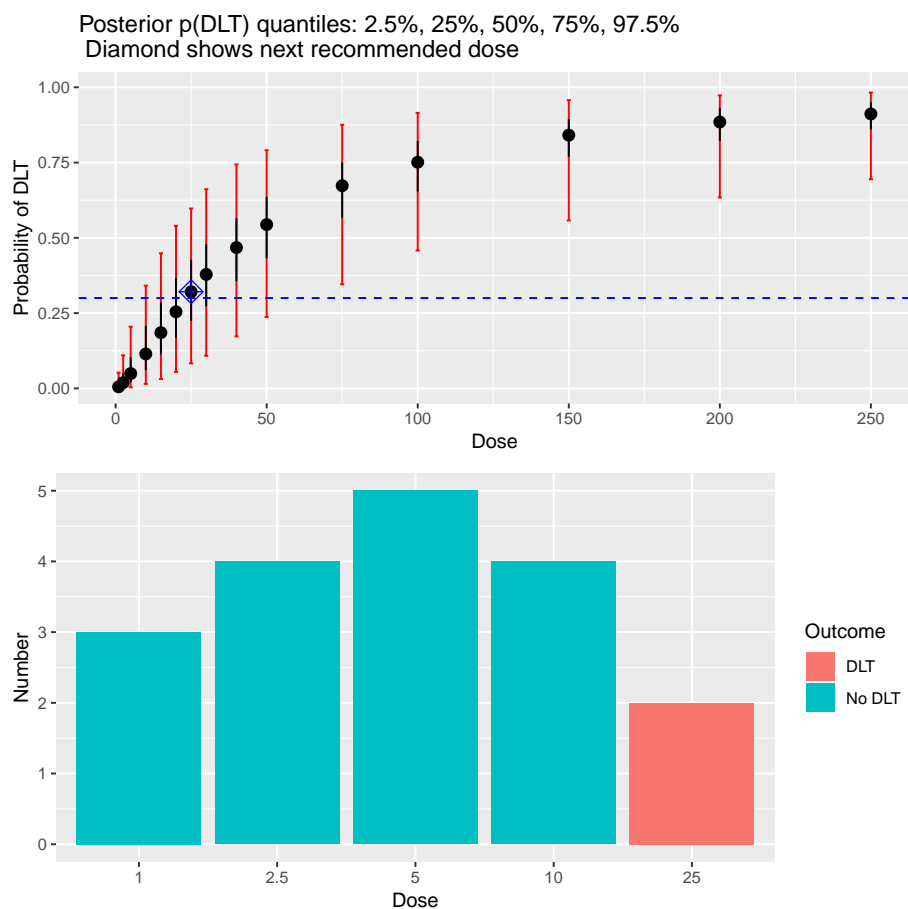 Posterior p(DLT) quantiles: 2.5%, 25%, 50%, 75%, 97.5%
Diamond shows next recommended dose
1.00
0.75
0.50
0.25
0.00
Probability of DLT
0 50 100 150 200 250
Dose
5
4
3
2
1
0
Number
1 2.5 5 10 25
Dose
Outcome
DLT
No DLT